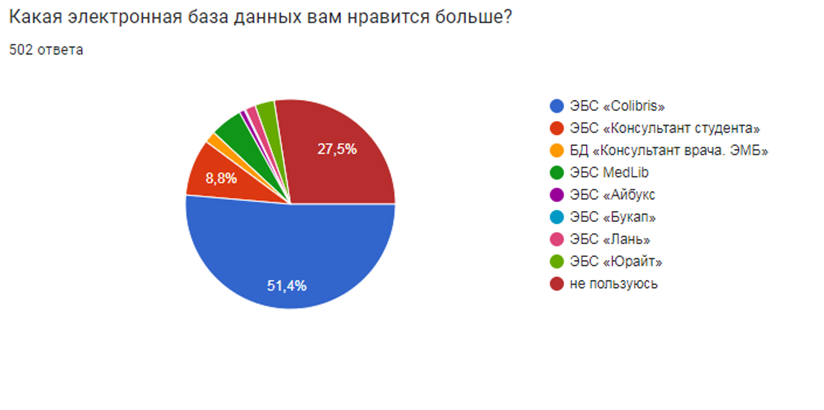 Какая электронная база данных вам нравится больше?
502 ответа
27,5%
8,8%
51,4%
ЭБС «Colibris»
ЭБС «Консультант студента»
БД «Консультант врача. ЭМБ»
ЭБС MedLib
ЭБС «Айбукс
ЭБС «Букап»
ЭБС «Лань»
ЭБС «Юрайт»
не пользуюсь